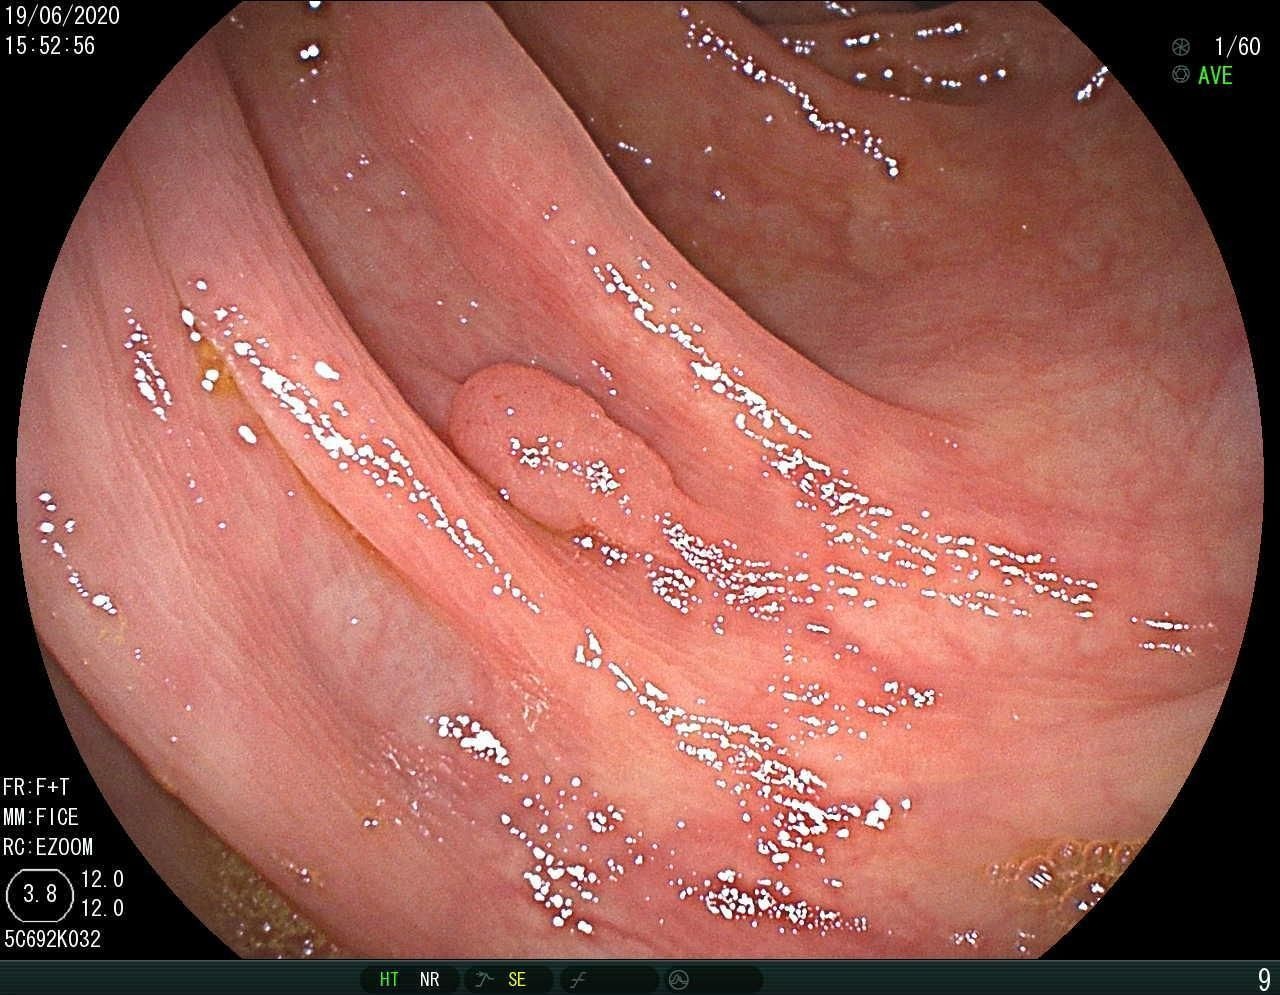 19/06/2020
15:52:56
1/60
AVE
FR:F+T
MM:FICE
RC:EZOOM
3.8
12.0
12.0
5C692K032
HT NR SE
9